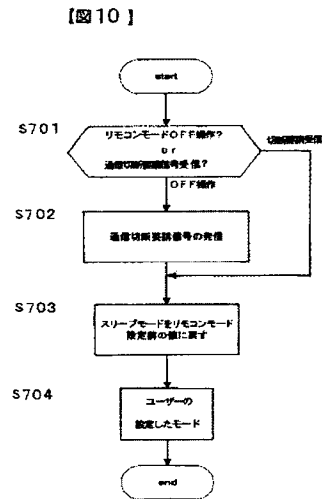 【図10】
start
S701
リモコンモードOFF操作?
or
通信切断要請信号受信?
切断要請受信
OFF操作
S702
通信切断要請信号の発信
S703
スリープモードをリモコンモード
設定前の値に戻す
S704
ユーザーの
設定したモード
end